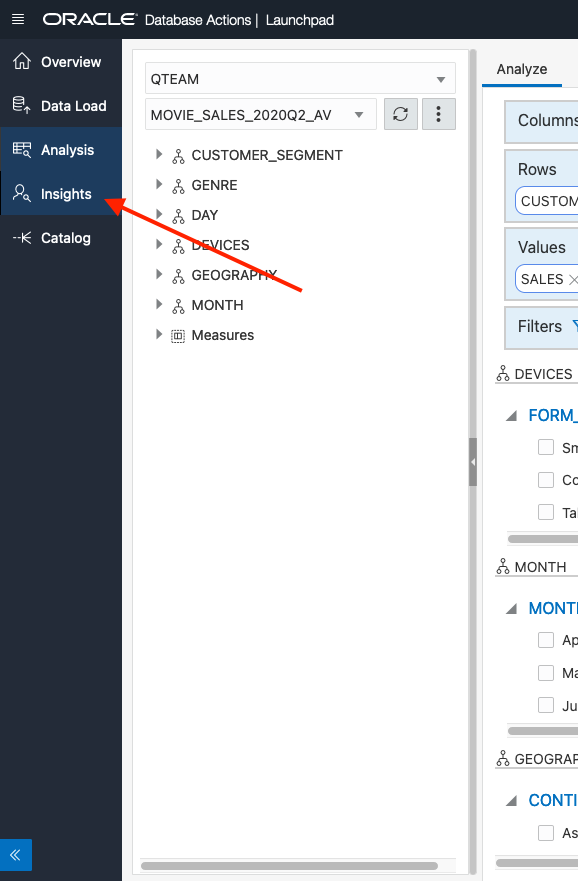 ORACLE Database Actions | Launchpad
Overview
Data Load
Analysis
Insights
Catalog
QTEAM
MOVIE_SALES_2020Q2_AV
CUSTOMER_SEGMENT
GENRE
DAY
DEVICES
GEOGRAPHY
MONTH
Measures
Analyze
Columns
Rows
CUSTOM
Values
SALES
Filters
DEVICES
FORM_
Sm
Co
Ta
MONTH
MONT
Ap
Ma
Ju
GEOGRAP
CONTI
As